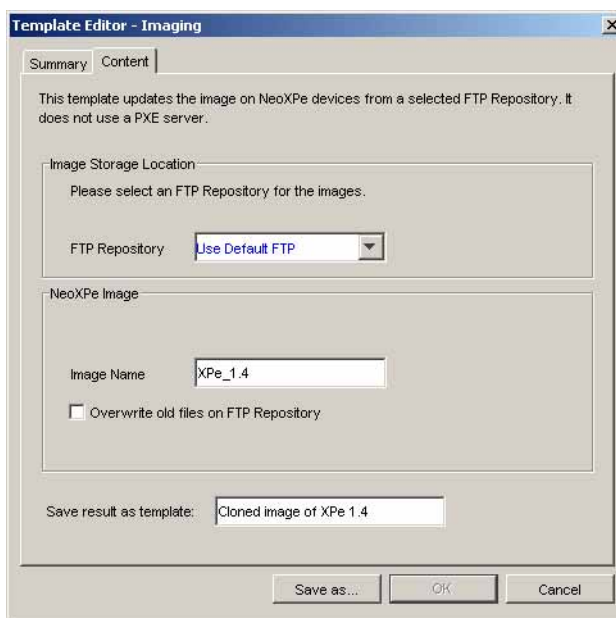 Template Editor - Imaging
Summary
Content
This template updates the image on NeoXPe devices from a selected FTP Repository. It
does not use a PXE server.
Image Storage Location
Please select an FTP Repository for the images.
FTP Repository
Use Default FTP
NeoXPe Image
Image Name
XPe_1.4
Overwrite old files on FTP Repository
Save result as template:
Cloned image of XPe 1.4
Save as...
OK
Cancel